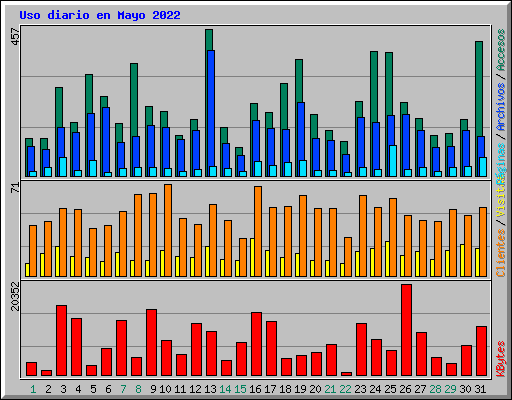 Uso diario en Mayo 2022
457
71
20352
Accesos / Archivos / Páginas
Visitas / Clientes
KBytes
1 2 3 4 5 6 7 8 9 10 11 12 13 14 15 16 17 18 19 20 21 22 23 24 25 26 27 28 29 30 31